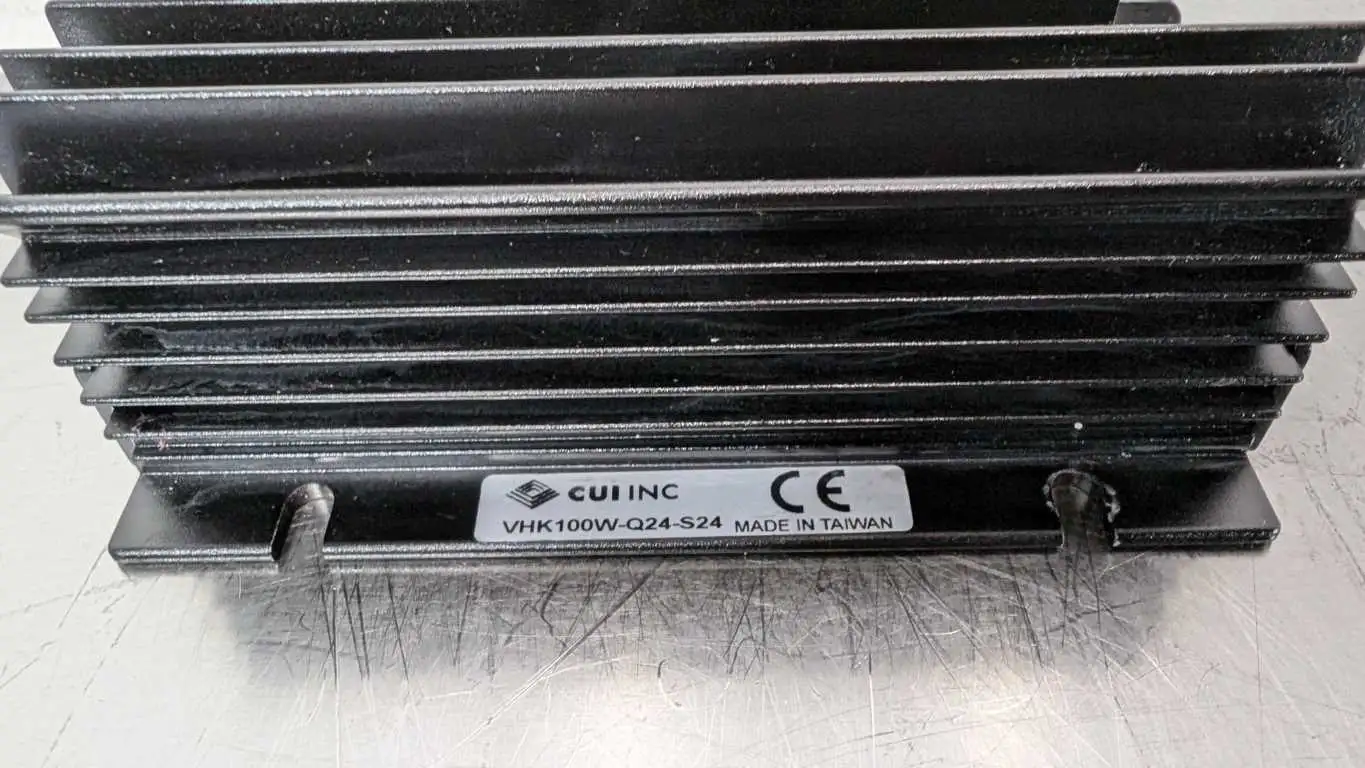 CUI INC
CE
VHK100W-Q24-S24 MADE IN TAIWAN